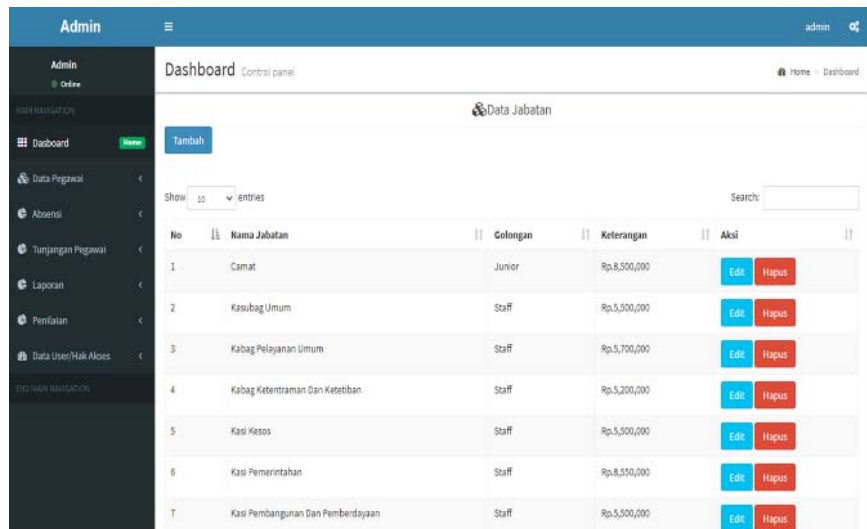 Admin
admin
Admin
Online
MAIN NAVIGATION
Dasboard
Home
Data Pegawai
Absensi
Tunjangan Pegawai
Laporan
Penilaian
Data User/Hak Akses
END MAIN NAVIGATION
Dashboard Control panel
Home > Dashboard
Data Jabatan
Tambah
Show 10 entries
Search:
No Nama Jabatan Golongan Keterangan Aksi
1 Camat Junior Rp.8,500,000 Edit Hapus
2 Kasubag Umum Staff Rp.5,500,000 Edit Hapus
3 Kabag Pelayanan Umum Staff Rp.5,700,000 Edit Hapus
4 Kabag Ketentraman Dan Ketetiban Staff Rp.5,200,000 Edit Hapus
5 Kasi Kesos Staff Rp.5,500,000 Edit Hapus
6 Kasi Pemerintahan Staff Rp.8,550,000 Edit Hapus
7 Kasi Pembangunan Dan Pemberdayaan Staff Rp.5,500,000 Edit Hapus